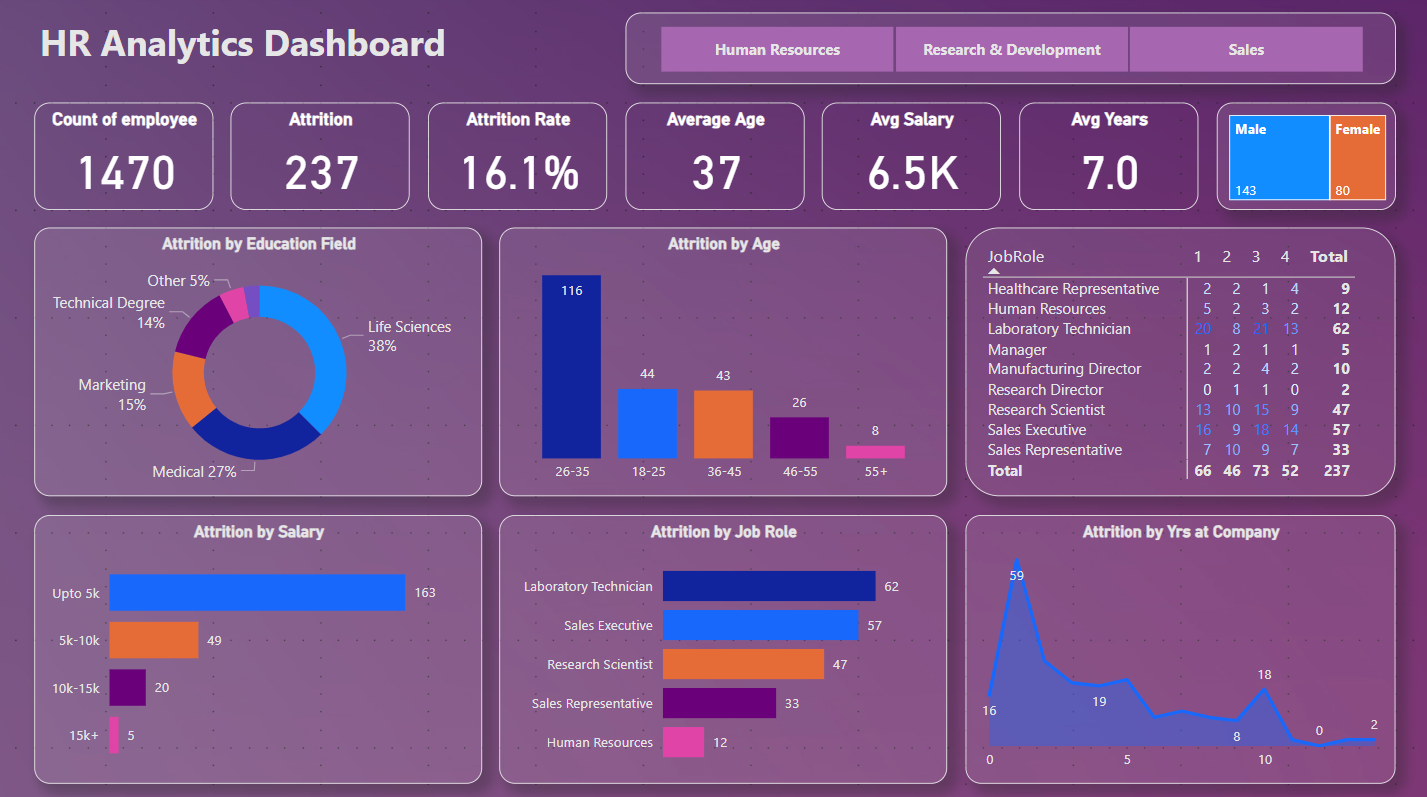 HR Analytics Dashboard
Human Resources
Research & Development
Sales
Count of employee
1470
Attrition
237
Attrition Rate
16.1%
Average Age
37
Avg Salary
6.5K
Avg Years
7.0
Male
143
Female
80
Attrition by Education Field
Other 5%
Technical Degree
14%
Life Sciences
38%
Marketing
15%
Medical 27%
Attrition by Age
116
44
43
26
8
26-35
18-25
36-45
46-55
55+
JobRole 1 2 3 4 Total
Healthcare Representative 2 2 1 4 9
Human Resources 5 2 3 2 12
Laboratory Technician 20 8 21 13 62
Manager 1 2 1 1 5
Manufacturing Director 2 2 4 2 10
Research Director 0 1 1 0 2
Research Scientist 13 10 15 9 47
Sales Executive 16 9 18 14 57
Sales Representative 7 10 9 7 33
Total 66 46 73 52 237
Attrition by Salary
Upto 5k 163
5k-10k 49
10k-15k 20
15k+ 5
Attrition by Job Role
Laboratory Technician 62
Sales Executive 57
Research Scientist 47
Sales Representative 33
Human Resources 12
Attrition by Yrs at Company
59
16
19
8
18
0
2
0
5
10